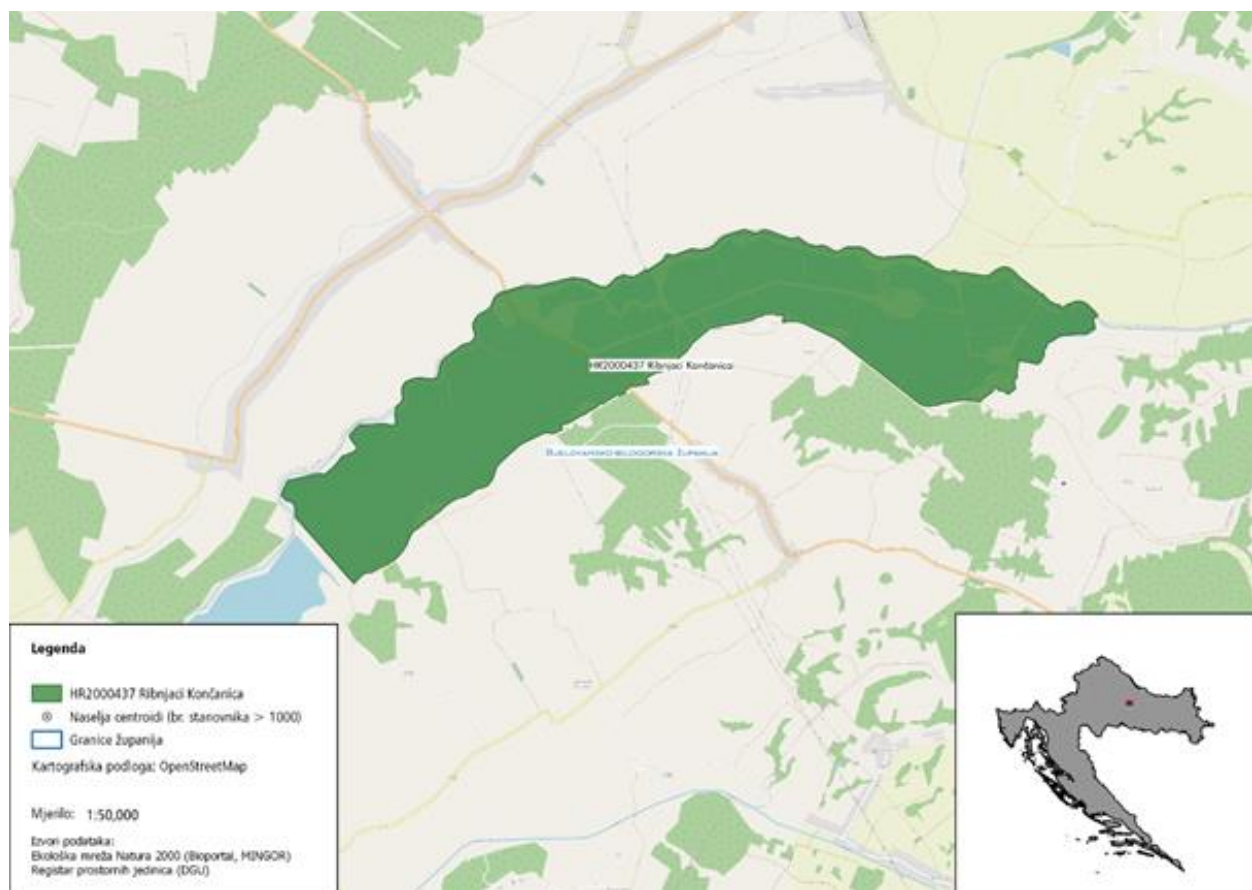 HR2000437 Ribnjaci Končanica
BJELOVARSKO-BILOGORSKA ŽUPANIJA
Legenda
HR2000437 Ribnjaci Končanica
Naselja centroidi (br. stanovnika > 1000)
Granice županija
Kartografska podloga: OpenStreetMap
Mjerilo: 1:50,000
Izvori podataka:
Ekološka mreža Natura 2000 (Bioportal, MINGOR)
Registar prostornih jedinica (DGU)